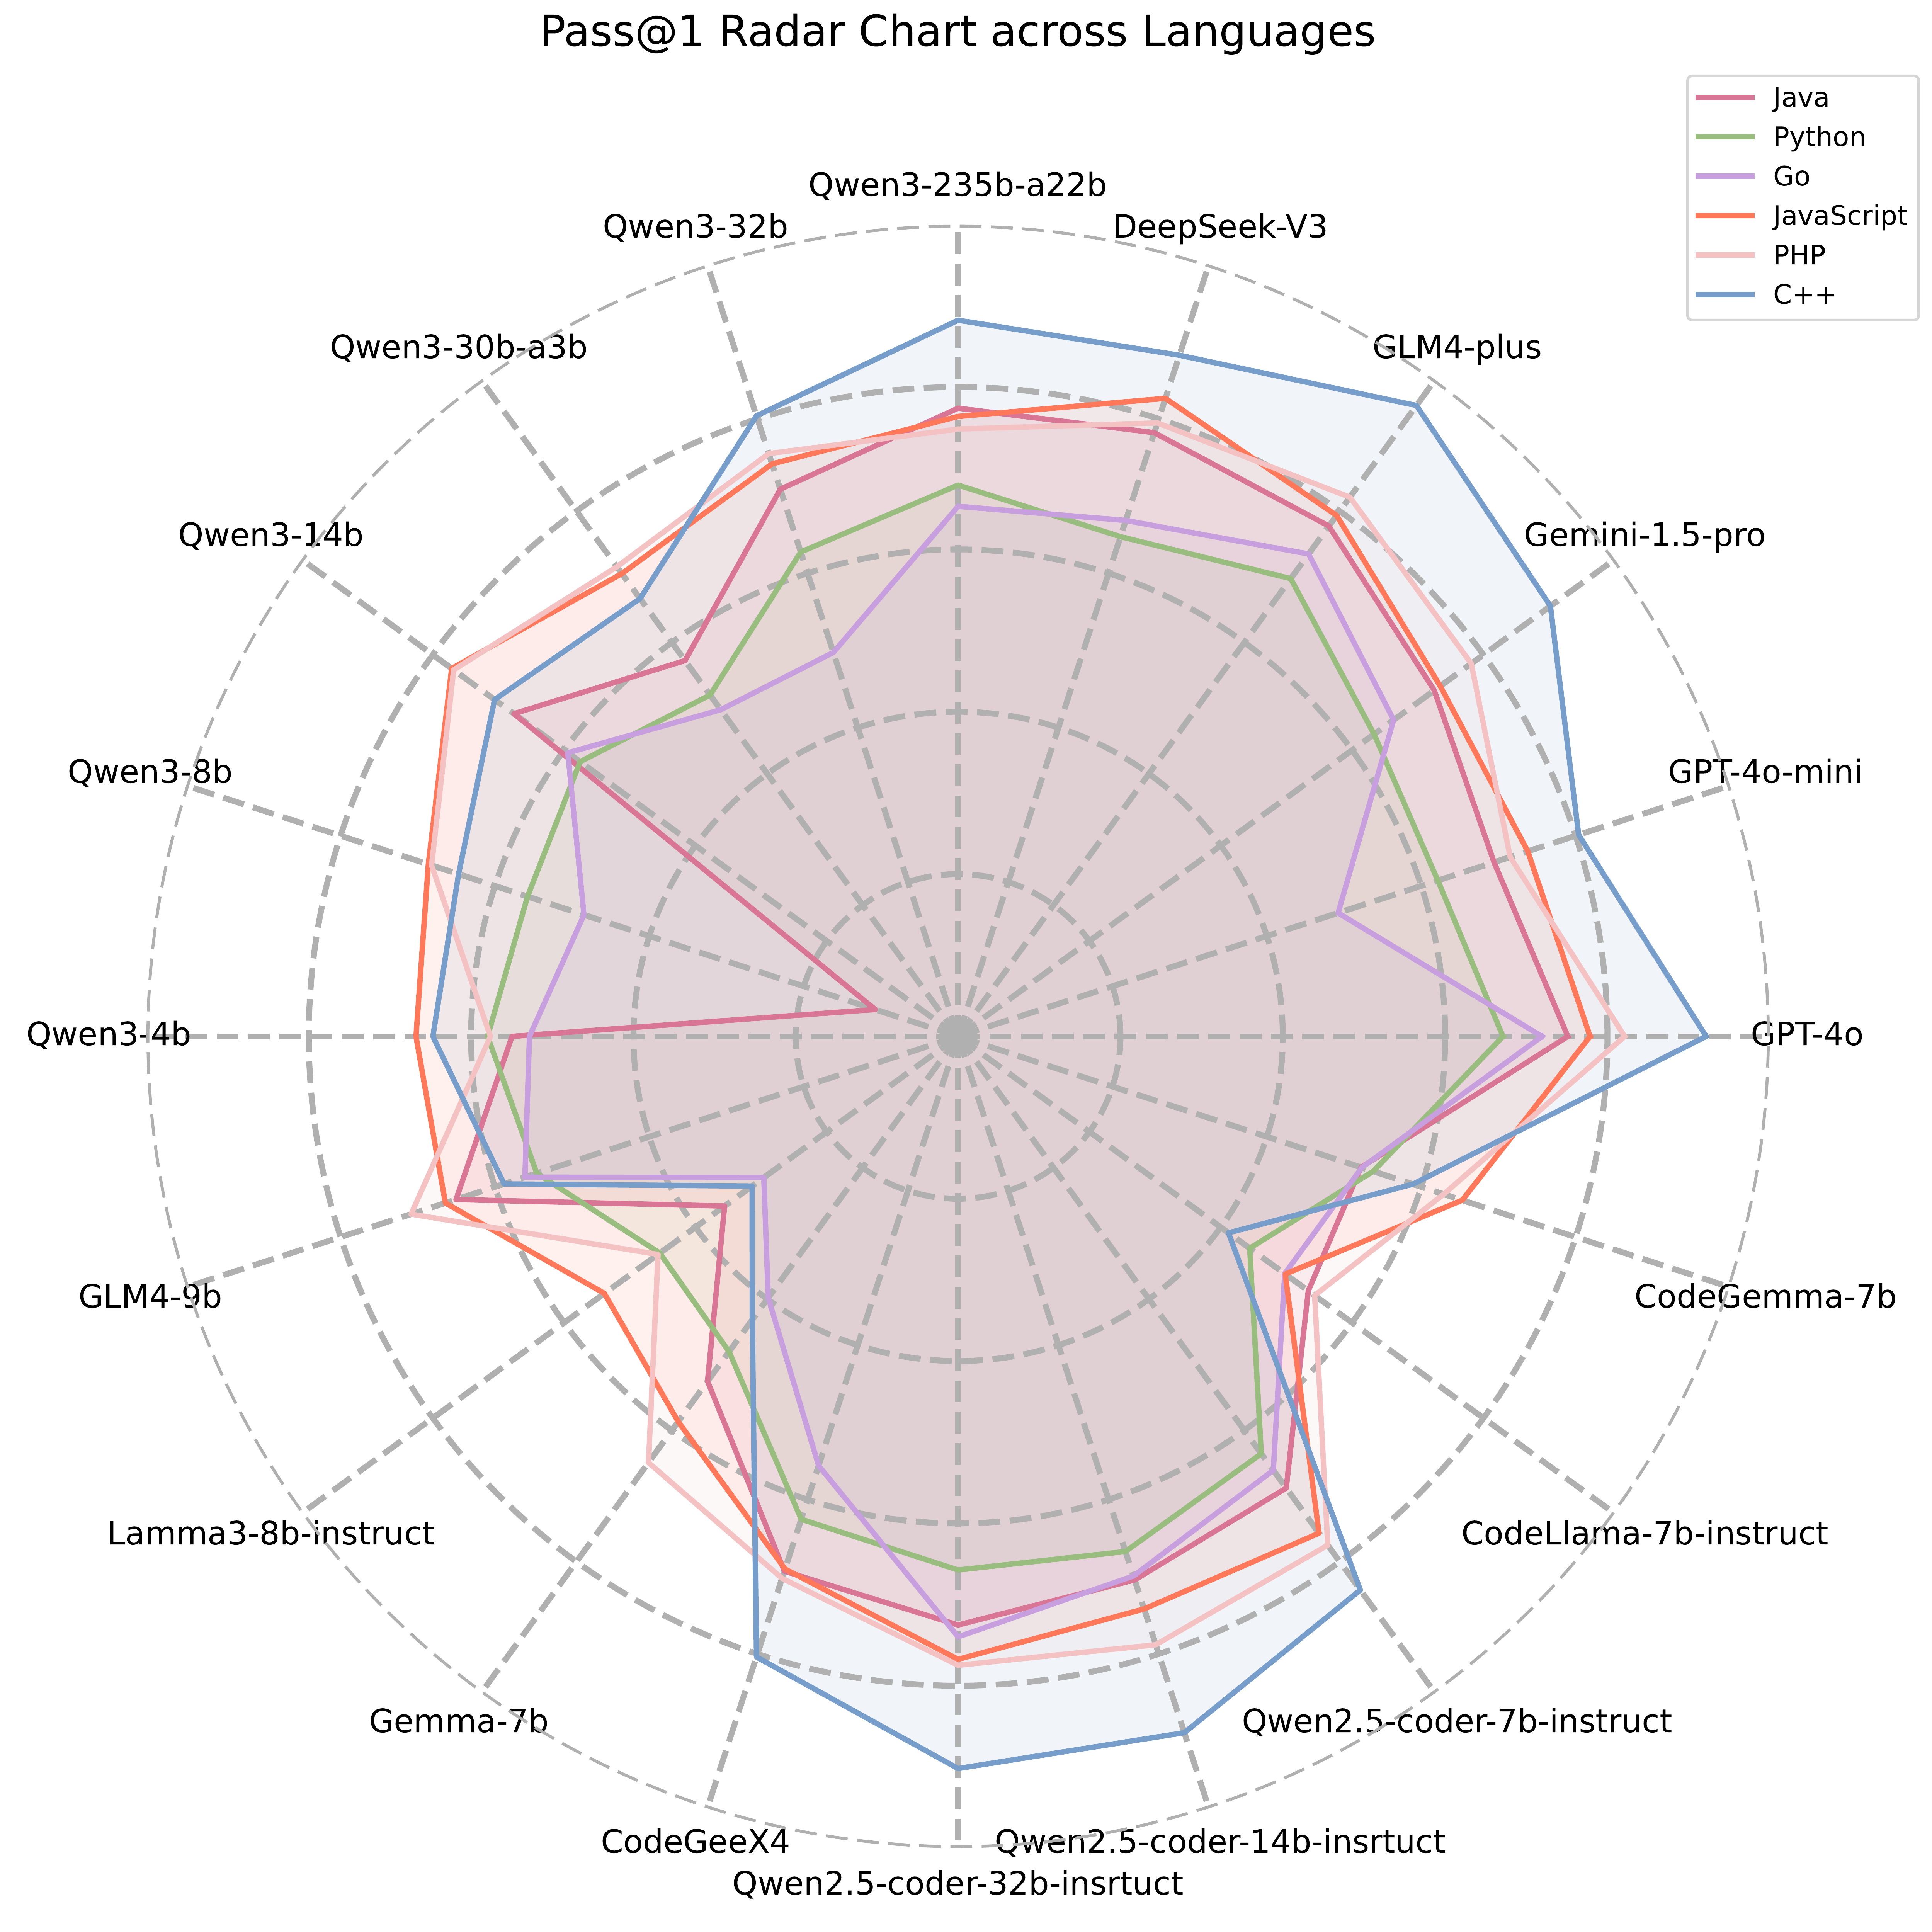 Pass@1 Radar Chart across Languages
Java
Python
Go
JavaScript
PHP
C++
Qwen3-235b-a22b
Qwen3-32b
DeepSeek-V3
Qwen3-30b-a3b
GLM4-plus
Qwen3-14b
Gemini-1.5-pro
Qwen3-8b
GPT-4o-mini
Qwen3-4b
GPT-4o
GLM4-9b
CodeGemma-7b
Lamma3-8b-instruct
CodeLlama-7b-instruct
Gemma-7b
Qwen2.5-coder-7b-instruct
CodeGeeX4
Qwen2.5-coder-14b-insrtuct
Qwen2.5-coder-32b-insrtuct